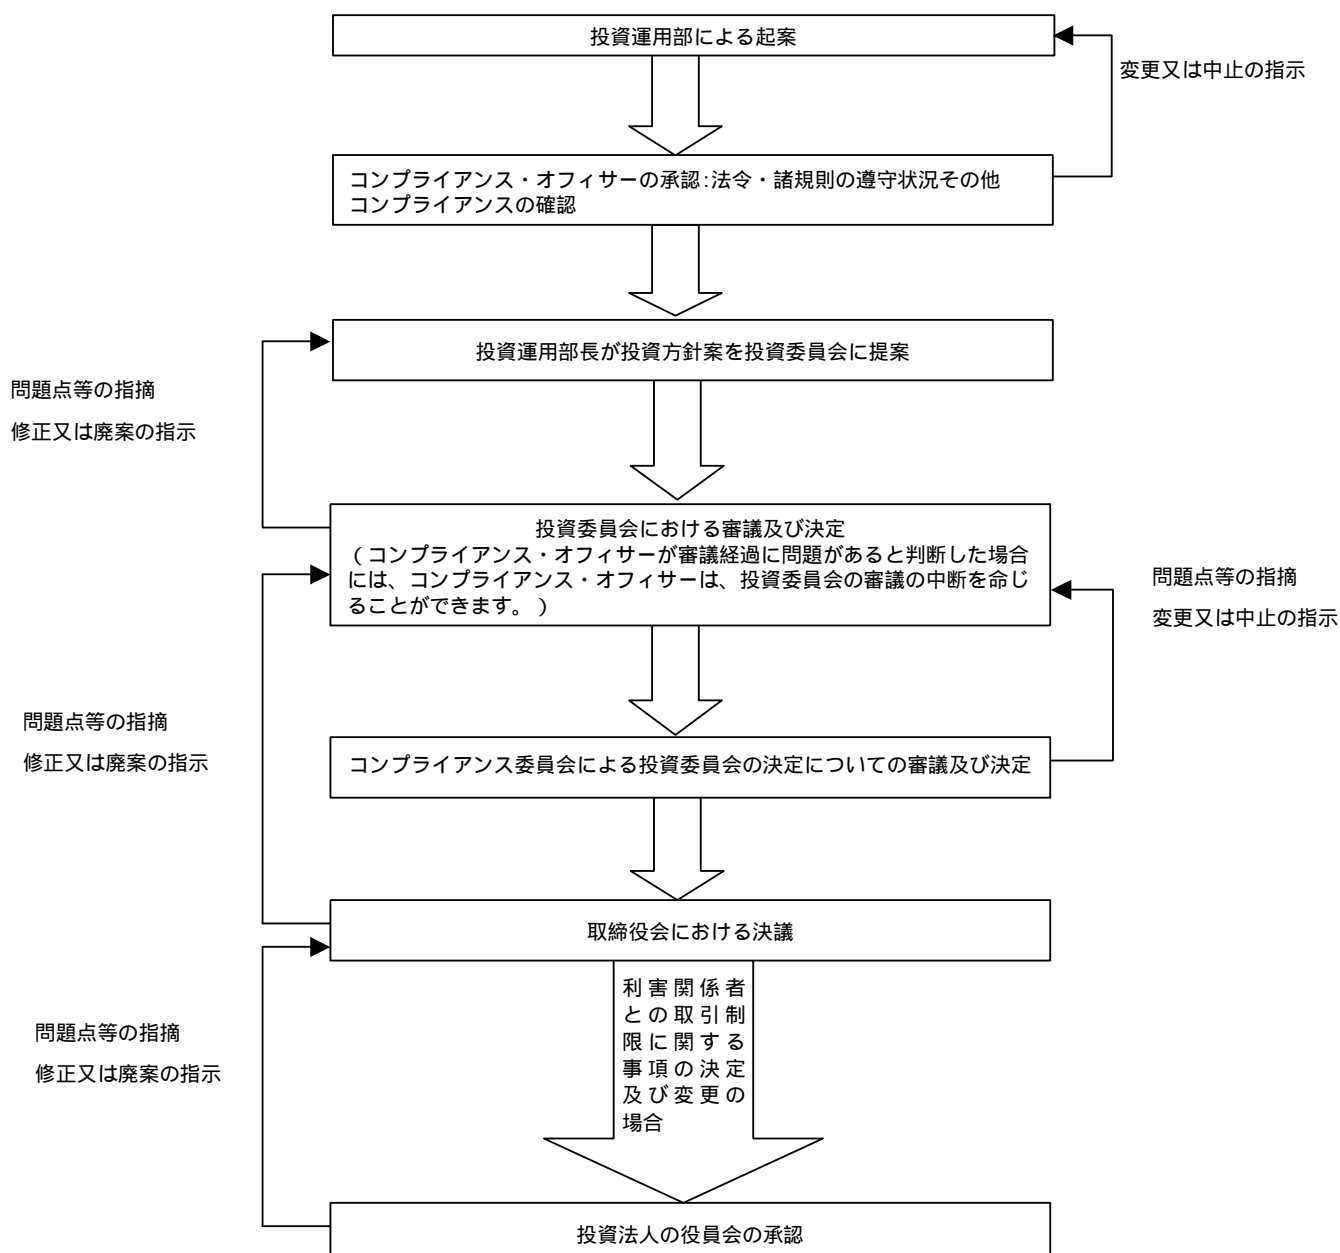 投資運用部による起案
変更又は中止の指示
コンプライアンス・オフィサーの承認:法令・諸規則の遵守状況その他
コンプライアンスの確認
投資運用部長が投資方針案を投資委員会に提案
問題点等の指摘
修正又は廃案の指示
投資委員会における審議及び決定
(コンプライアンス・オフィサーが審議経過に問題があると判断した場合
には、コンプライアンス・オフィサーは、投資委員会の審議の中断を命じ
ることができます。)
問題点等の指摘
変更又は中止の指示
問題点等の指摘
修正又は廃案の指示
コンプライアンス委員会による投資委員会の決定についての審議及び決定
取締役会における決議
利害関係者
との取引制
限に関する
事項の決定
及び変更の
場合
問題点等の指摘
修正又は廃案の指示
投資法人の役員会の承認